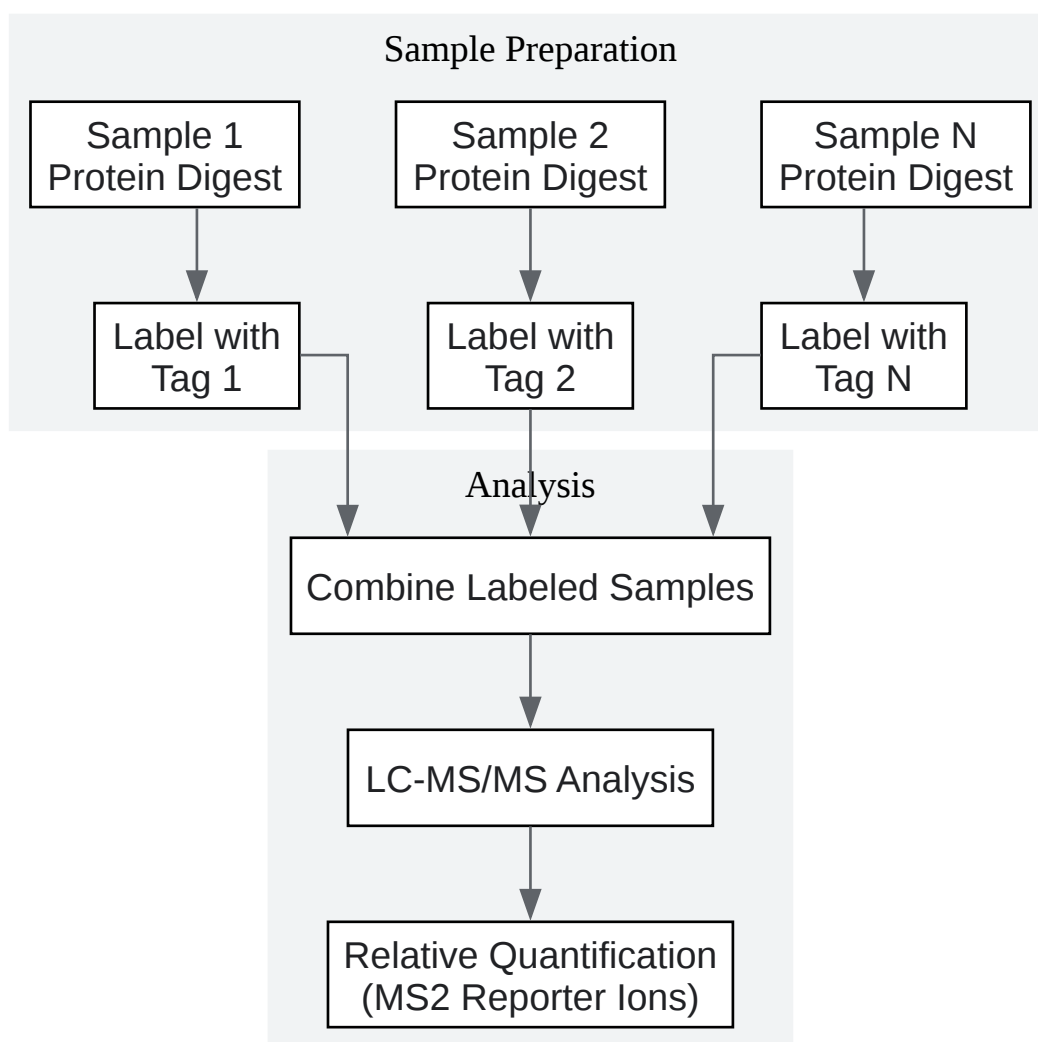 Sample Preparation
Sample 1
Protein Digest
Sample 2
Protein Digest
Sample N
Protein Digest
Label with
Tag 1
Label with
Tag 2
Label with
Tag N
Analysis
Combine Labeled Samples
LC-MS/MS Analysis
Relative Quantification
(MS2 Reporter Ions)